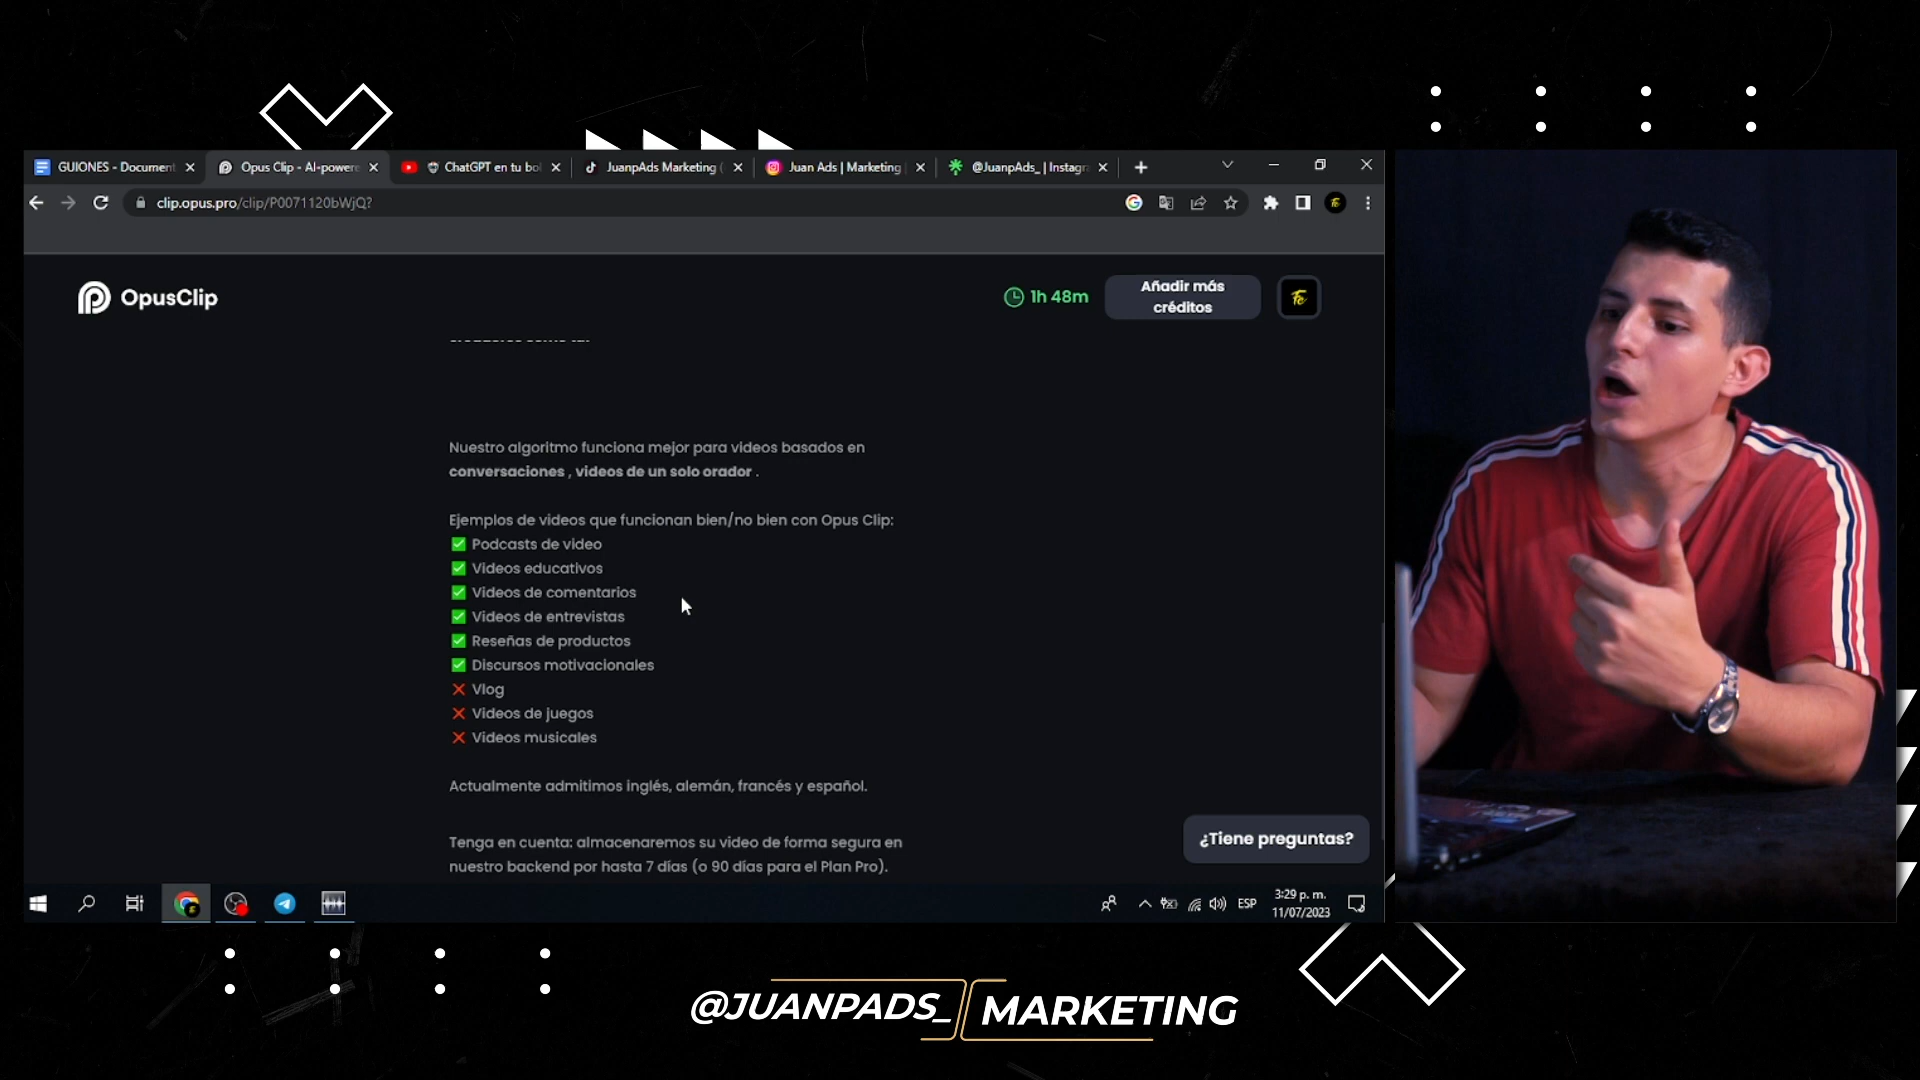 GUIONES - Document
Opus Clip - AI-powere
ChatGPT en tu bol
JuanpAds Marketing (
Juan Ads | Marketing
@JuanpAds_ | Instagr
clip.opus.pro/clip/P0071120bWjQ?
OpusClip
1h 48m
Añadir más
créditos
Nuestro algoritmo funciona mejor para videos basados en
conversaciones , videos de un solo orador .
Ejemplos de videos que funcionan bien/no bien con Opus Clip:
✅ Podcasts de video
✅ Videos educativos
✅ Videos de comentarios
✅ Videos de entrevistas
✅ Reseñas de productos
✅ Discursos motivacionales
❌ Vlog
❌ Videos de juegos
❌ Videos musicales
Actualmente admitimos inglés, alemán, francés y español.
Tenga en cuenta: almacenaremos su video de forma segura en
nuestro backend por hasta 7 días (o 90 días para el Plan Pro).
¿Tiene preguntas?
ESP
3:29 p. m.
11/07/2023
@JUANPADS_ MARKETING